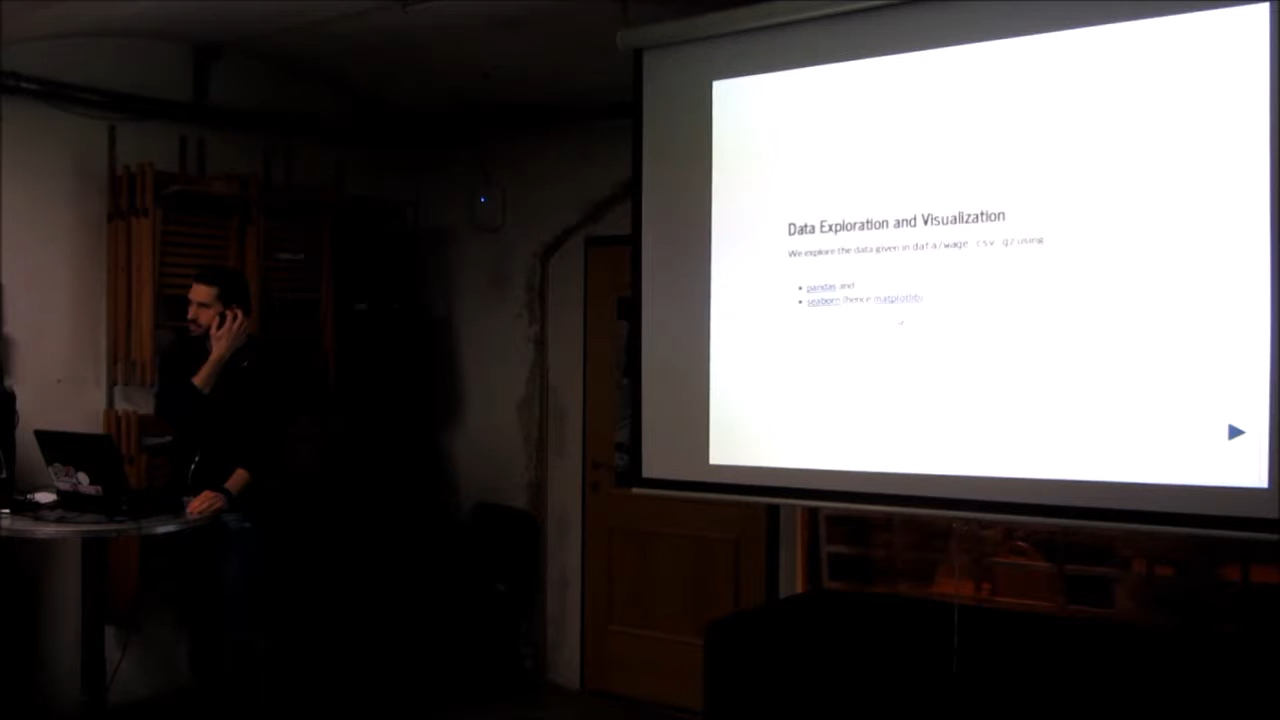 Data Exploration and Visualization
We explore the data given in data/wage.csv.gz using
pandas and
seaborn (hence matplotlib)